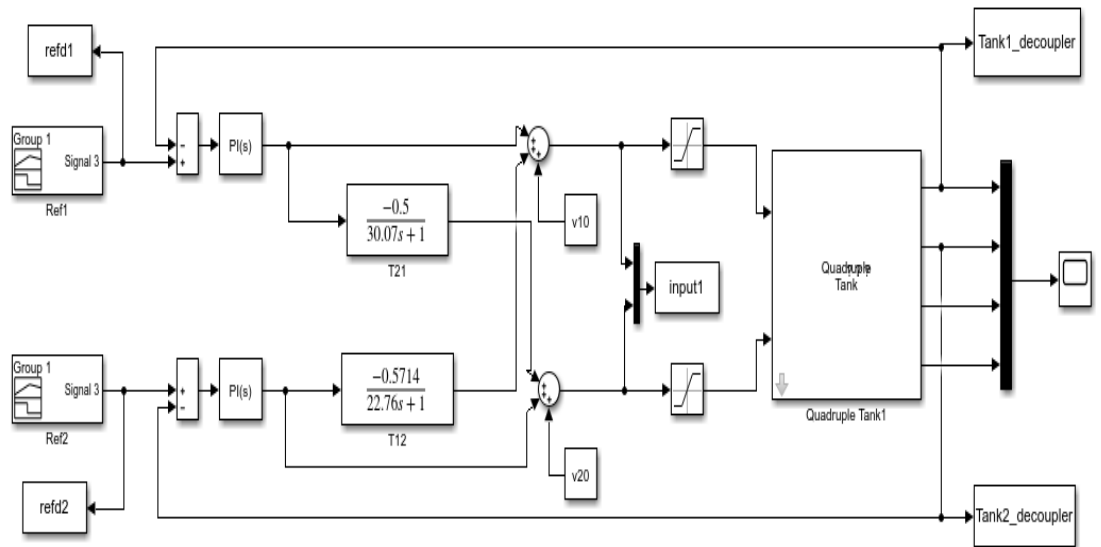 refd1
Group 1
Signal 3
Ref1
−
+
PI(s)
−0.5
30.07s + 1
T21
+
+
+
v10
Tank1_decoupler
input1
Tank
Quadruple Tank1
Group 1
Signal 3
Ref2
+
−
PI(s)
−0.5714
22.76s + 1
T12
+
+
+
v20
refd2
Tank2_decoupler